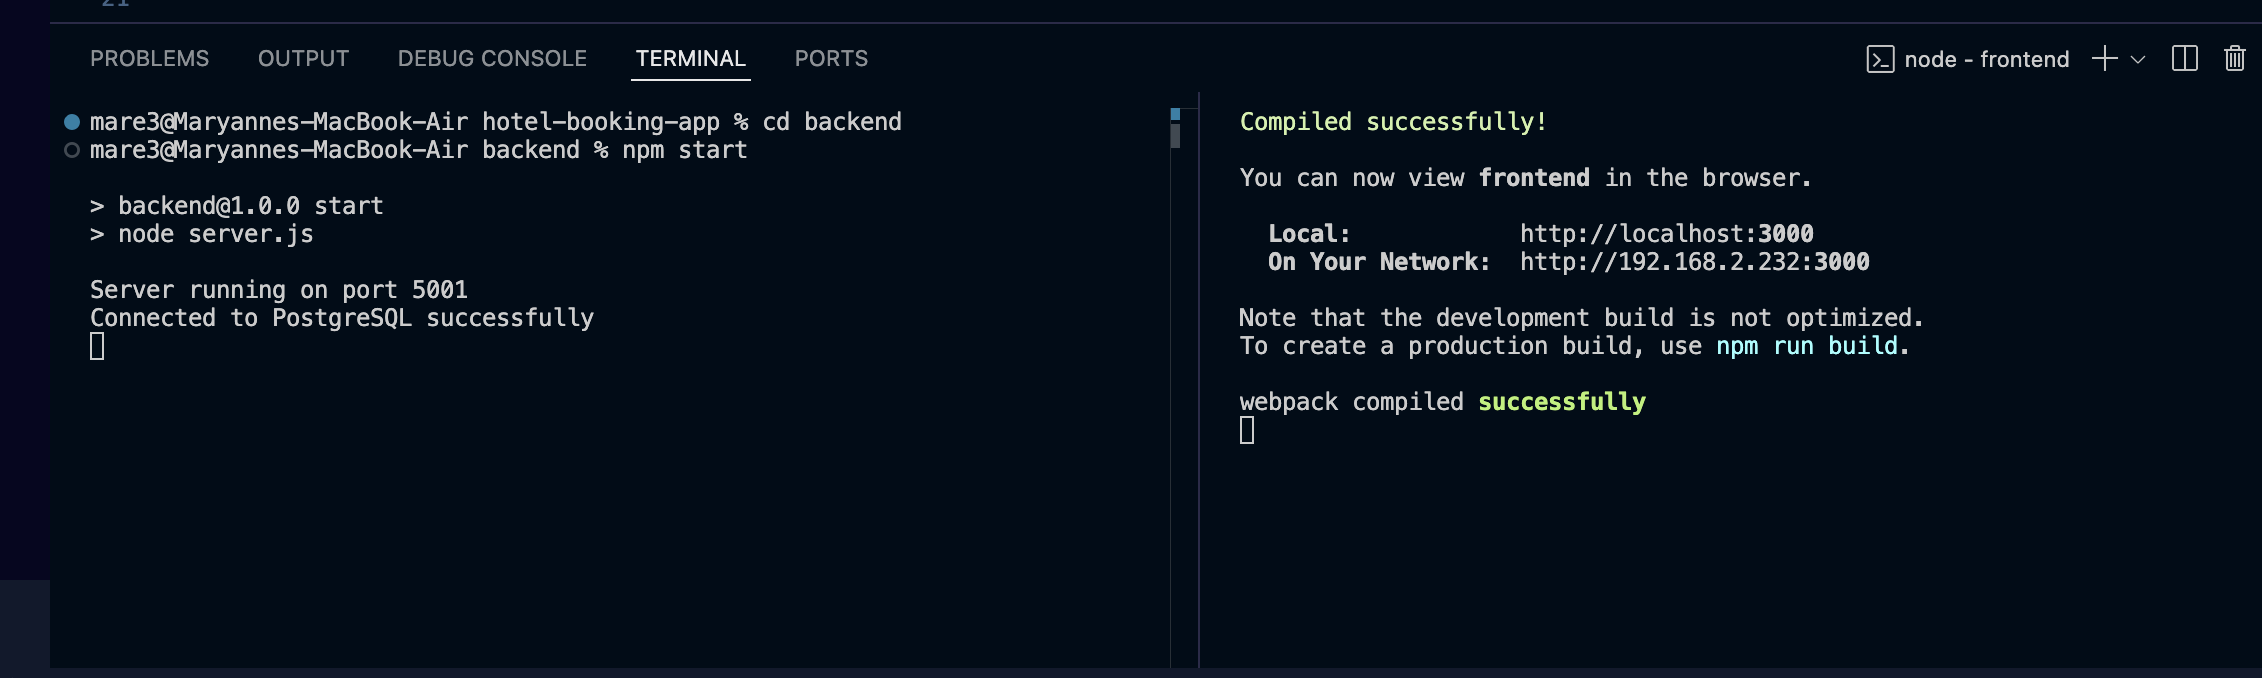 21
PROBLEMS OUTPUT DEBUG CONSOLE TERMINAL PORTS
node - frontend
mare3@Maryannes-MacBook-Air hotel-booking-app % cd backend
mare3@Maryannes-MacBook-Air backend % npm start
> backend@1.0.0 start
> node server.js
Server running on port 5001
Connected to PostgreSQL successfully
Compiled successfully!
You can now view frontend in the browser.
Local: http://localhost:3000
On Your Network: http://192.168.2.232:3000
Note that the development build is not optimized.
To create a production build, use npm run build.
webpack compiled successfully